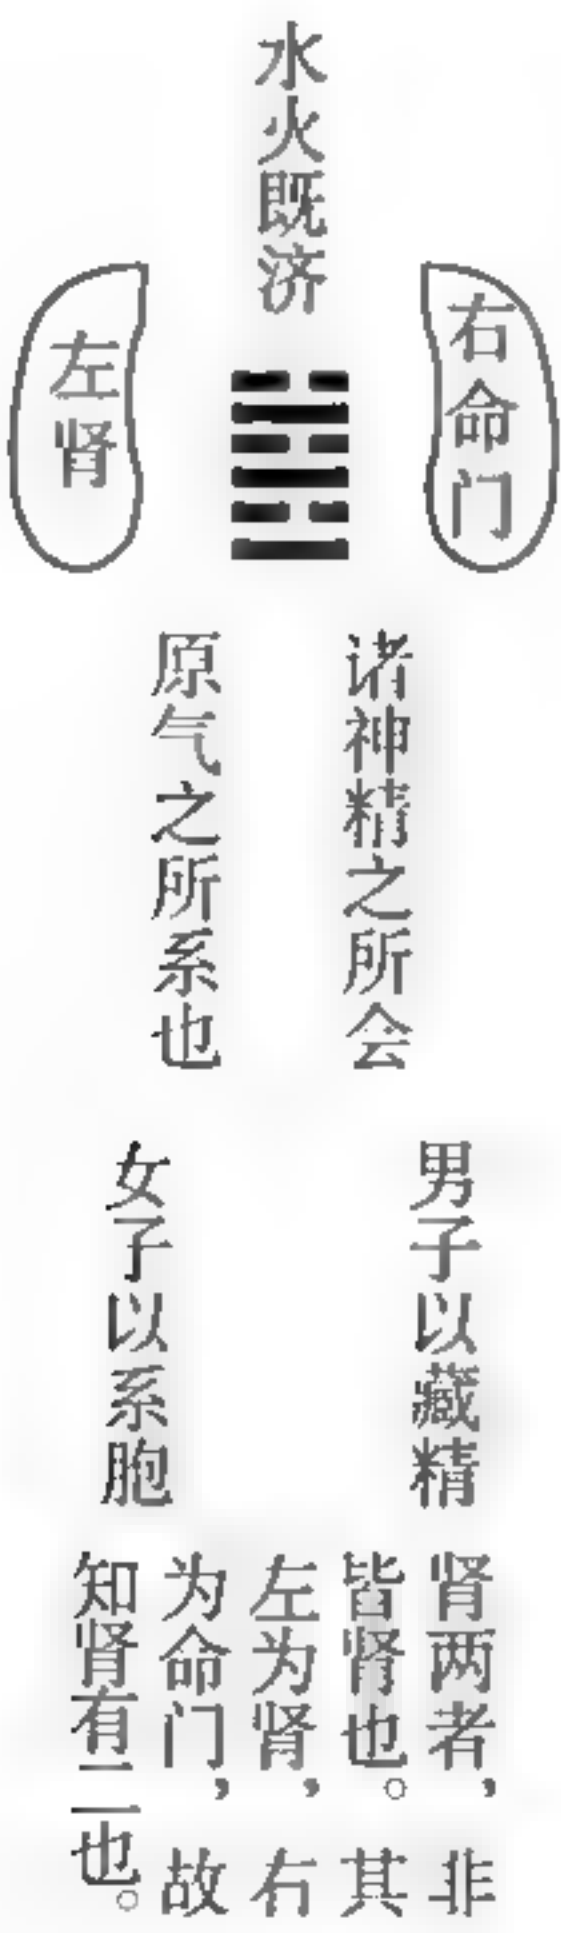 水火既济
右命门
左肾
诸神精之所会
原气之所系也
男子以藏精
女子以系胞
肾两者，非
皆肾也。其
左为肾，右
为命门，故
知肾有二也。